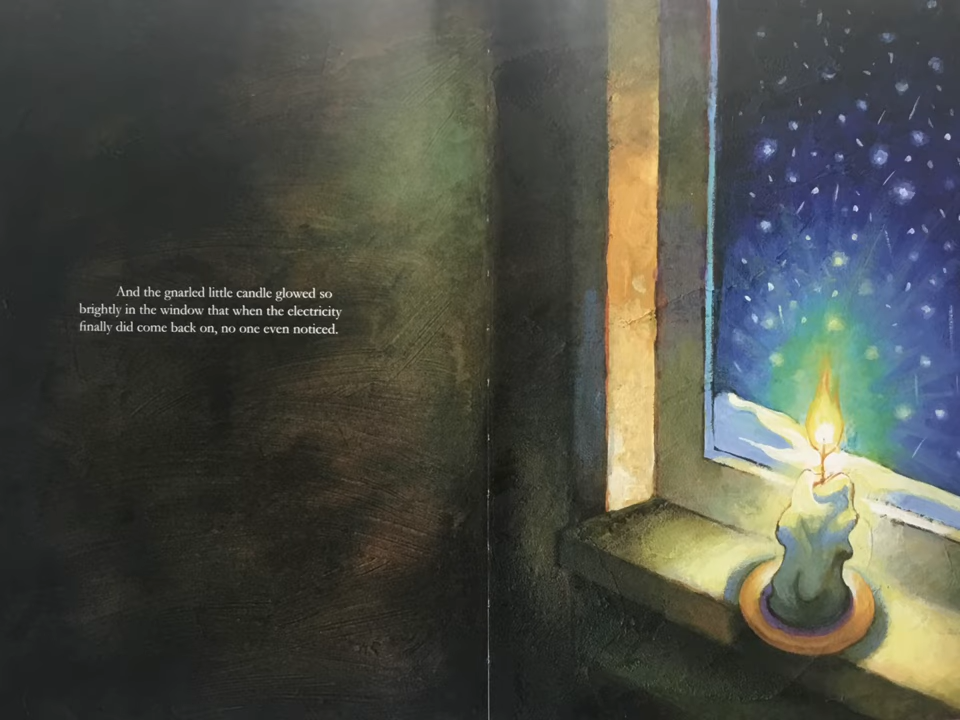 And the gnarled little candle glowed so
brightly in the window that when the electricity
finally did come back on, no one even noticed.